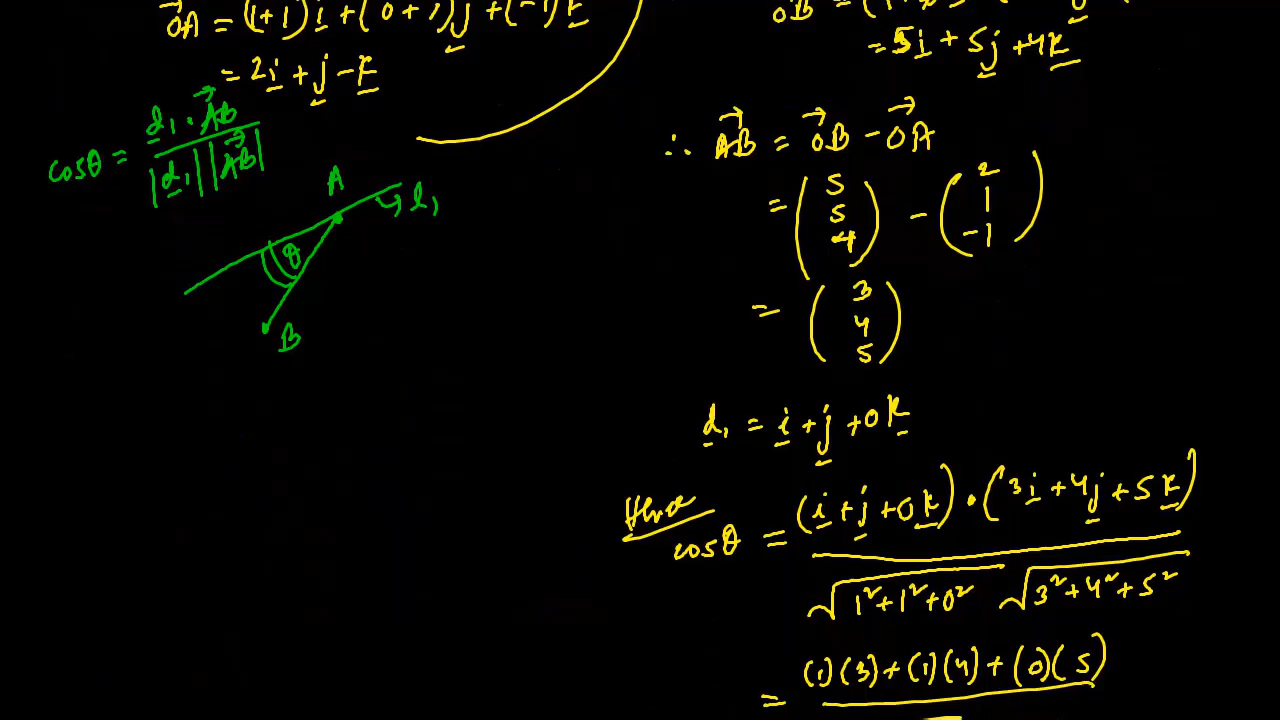 →OA = (1+1)i + (0+1)j + (-1)k
= 2i + j - k
cosθ = d₁ · →AB / |d₁| |→AB|
A
l₁
θ
B
→OB =
= 5i + 5j + 4k
∴ →AB = →OB - →OA
= (5 5 4) - (2 1 -1)
= (3 4 5)
d₁ = i + j + 0k
cosθ = (i + j + 0k) · (3i + 4j + 5k) / √1²+1²+0² √3²+4²+5²
= (1)(3) + (1)(4) + (0)(5)